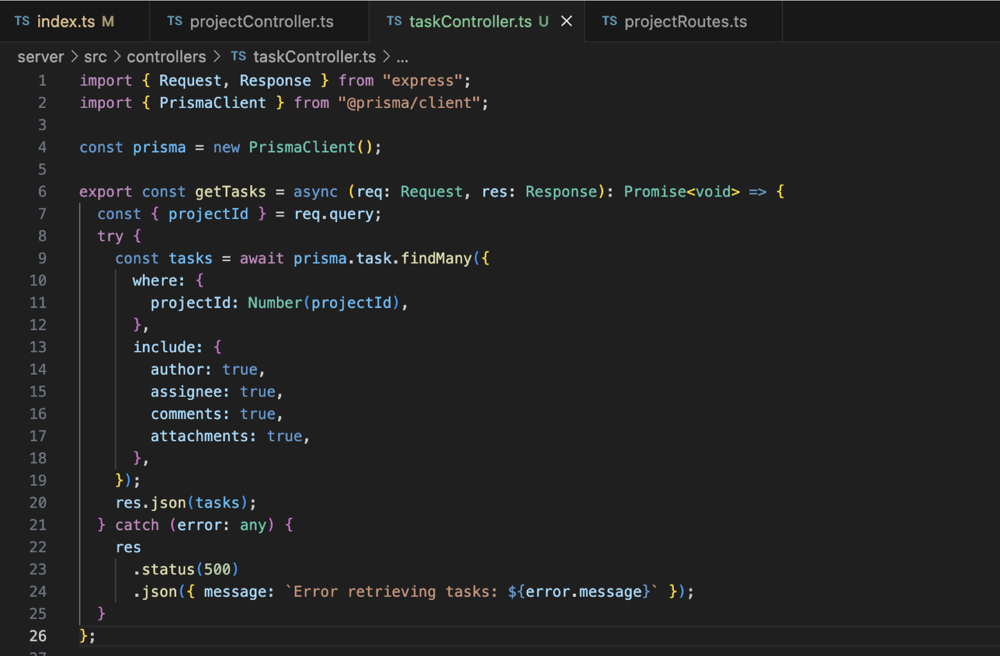 TS index.ts M TS projectController.ts TS taskController.ts U TS projectRoutes.ts
server > src > controllers > TS taskController.ts > ...
1 import { Request, Response } from "express";
2 import { PrismaClient } from "@prisma/client";
3
4 const prisma = new PrismaClient();
5
6 export const getTasks = async (req: Request, res: Response): Promise<void> => {
7   const { projectId } = req.query;
8   try {
9     const tasks = await prisma.task.findMany({
10       where: {
11         projectId: Number(projectId),
12       },
13       include: {
14         author: true,
15         assignee: true,
16         comments: true,
17         attachments: true,
18       },
19     });
20     res.json(tasks);
21   } catch (error: any) {
22     res
23       .status(500)
24       .json({ message: `Error retrieving tasks: ${error.message}` });
25   }
26 };
27